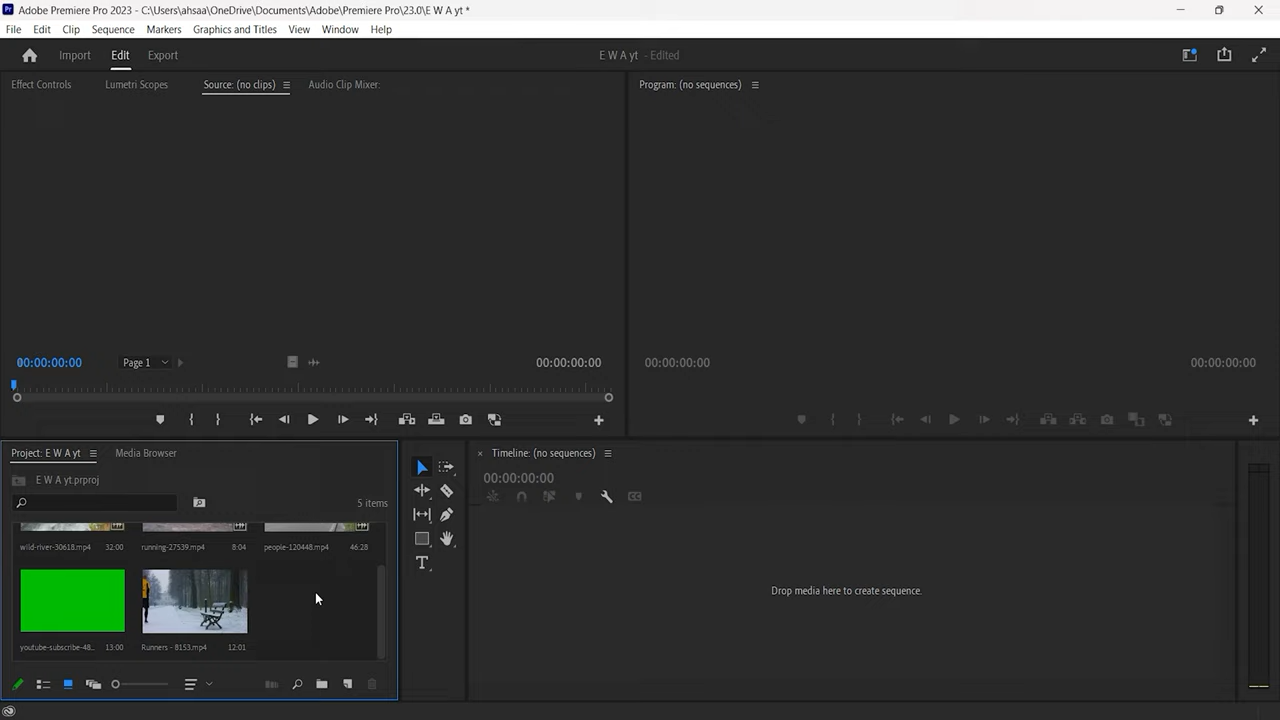 Adobe Premiere Pro 2023 - C:\Users\ahsaa\OneDrive\Documents\Adobe\Premiere Pro\23.0\E W A yt *
File Edit Clip Sequence Markers Graphics and Titles View Window Help
Import Edit Export E W A yt - Edited
Effect Controls Lumetri Scopes Source: (no clips) Audio Clip Mixer: Program: (no sequences)
00:00:00:00 Page 1 00:00:00:00 00:00:00:00 00:00:00:00
Project: E W A yt Media Browser × Timeline: (no sequences)
E W A yt.prproj 00:00:00:00
5 items
wild-river-30618.mp4 32:00 running-27539.mp4 8:04 people-120448.mp4 46:28
Drop media here to create sequence.
youtube-subscribe-48... 13:00 Runners - 8153.mp4 12:01